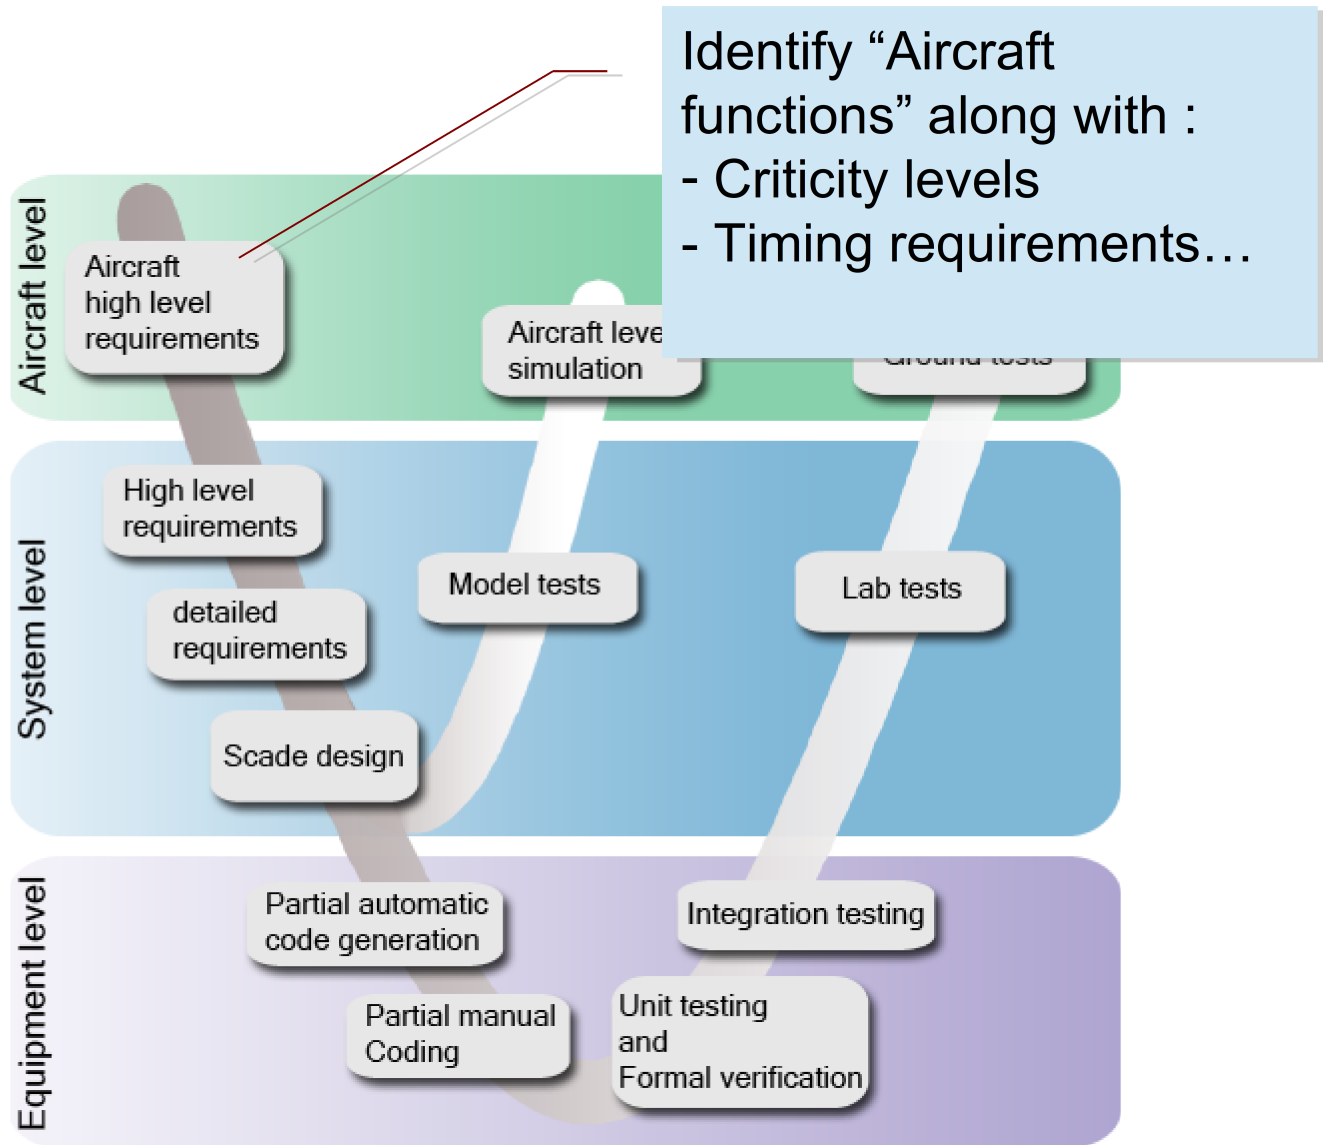 Identify “Aircraft
functions” along with :
- Criticity levels
- Timing requirements…
Aircraft level
Aircraft
high level
requirements
Aircraft leve
simulation
Ground tests
System level
High level
requirements
detailed
requirements
Scade design
Model tests
Lab tests
Equipment level
Partial automatic
code generation
Partial manual
Coding
Integration testing
Unit testing
and
Formal verification